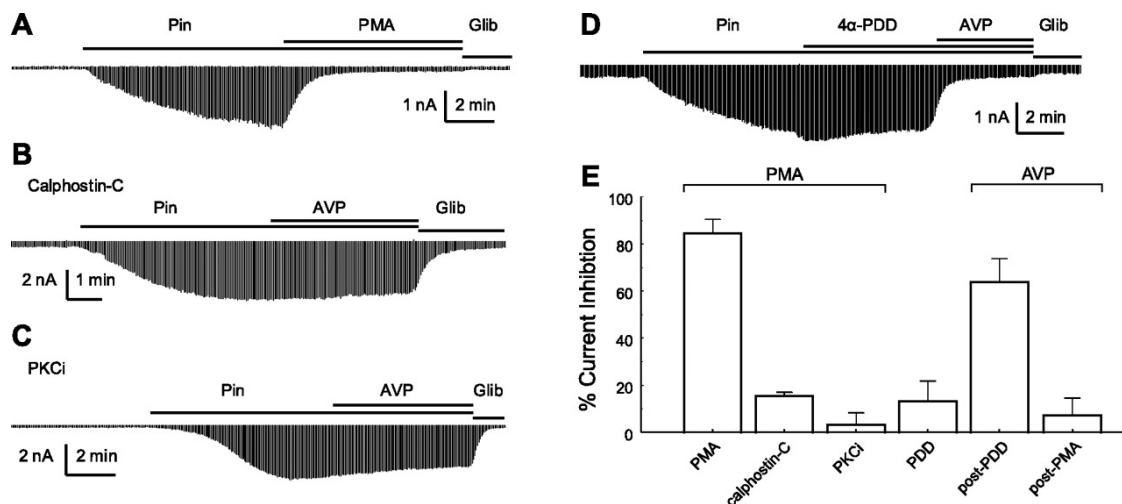 A
Pin PMA Glib
1 nA 2 min
B
Calphostin-C
Pin AVP Glib
2 nA 1 min
C
PKCi
Pin AVP Glib
2 nA 2 min
D
Pin 4α-PDD AVP Glib
1 nA 2 min
E
PMA AVP
% Current Inhibtion
100
80
60
40
20
0
PMA calphostin-C PKCi PDD post-PDD post-PMA